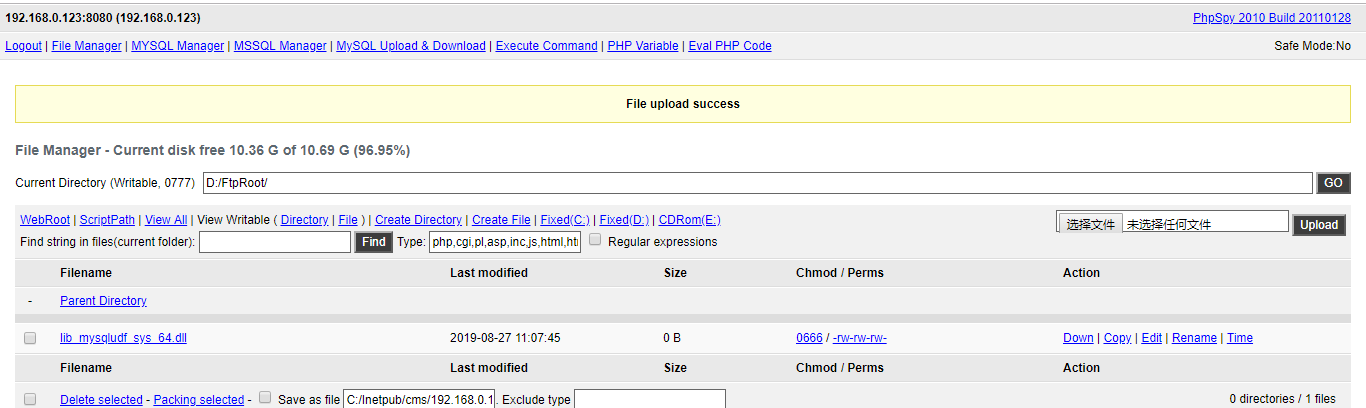 192.168.0.123:8080 (192.168.0.123) PhpSpy 2010 Build 20110128
Logout | File Manager | MYSQL Manager | MSSQL Manager | MySQL Upload & Download | Execute Command | PHP Variable | Eval PHP Code Safe Mode:No
File upload success
File Manager - Current disk free 10.36 G of 10.69 G (96.95%)
Current Directory (Writable, 0777) D:/FtpRoot/ GO
WebRoot | ScriptPath | View All | View Writable ( Directory | File ) | Create Directory | Create File | Fixed(C:) | Fixed(D:) | CDRom(E:) 选择文件 未选择任何文件 Upload
Find string in files(current folder): Find Type: php,cgi,pl,asp,inc,js,html,ht Regular expressions
Filename Last modified Size Chmod / Perms Action
- Parent Directory
lib_mysqludf_sys_64.dll 2019-08-27 11:07:45 0 B 0666 / -rw-rw-rw- Down | Copy | Edit | Rename | Time
Filename Last modified Size Chmod / Perms Action
Delete selected - Packing selected - Save as file C:/Inetpub/cms/192.168.0.1 . Exclude type 0 directories / 1 files